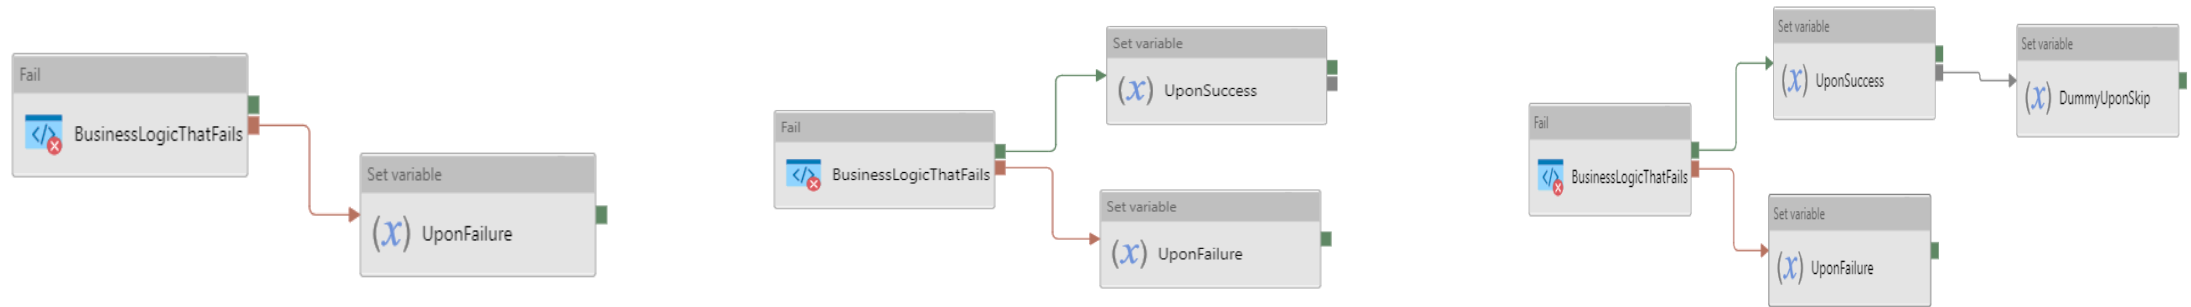 Fail
</> BusinessLogicThatFails
Set variable
(x) UponFailure
Set variable
(x) UponSuccess
Fail
</> BusinessLogicThatFails
Set variable
(x) UponFailure
Set variable
(x) UponSuccess
Set variable
(x) DummyUponSkip
Fail
</> BusinessLogicThatFails
Set variable
(x) UponFailure